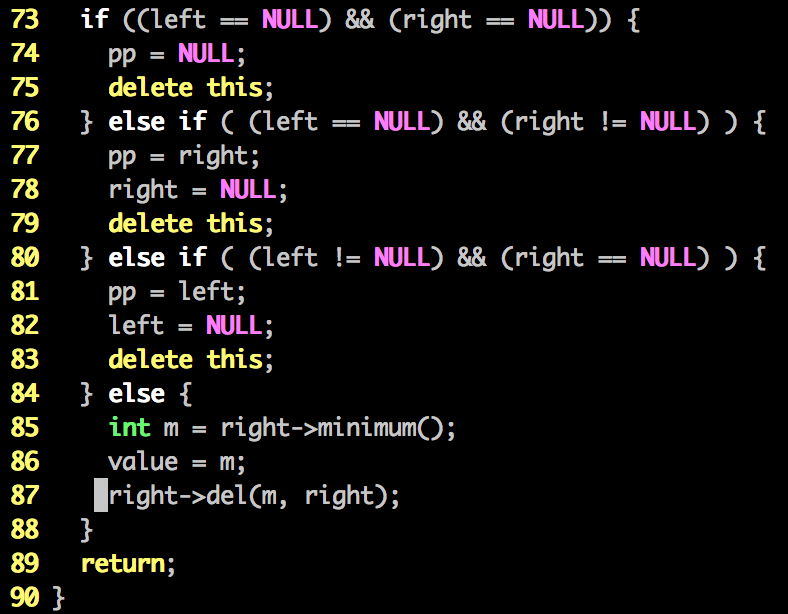 73   if ((left == NULL) && (right == NULL)) {
74     pp = NULL;
75     delete this;
76   } else if ( (left == NULL) && (right != NULL) ) {
77     pp = right;
78     right = NULL;
79     delete this;
80   } else if ( (left != NULL) && (right == NULL) ) {
81     pp = left;
82     left = NULL;
83     delete this;
84   } else {
85     int m = right->minimum();
86     value = m;
87     right->del(m, right);
88   }
89   return;
90 }